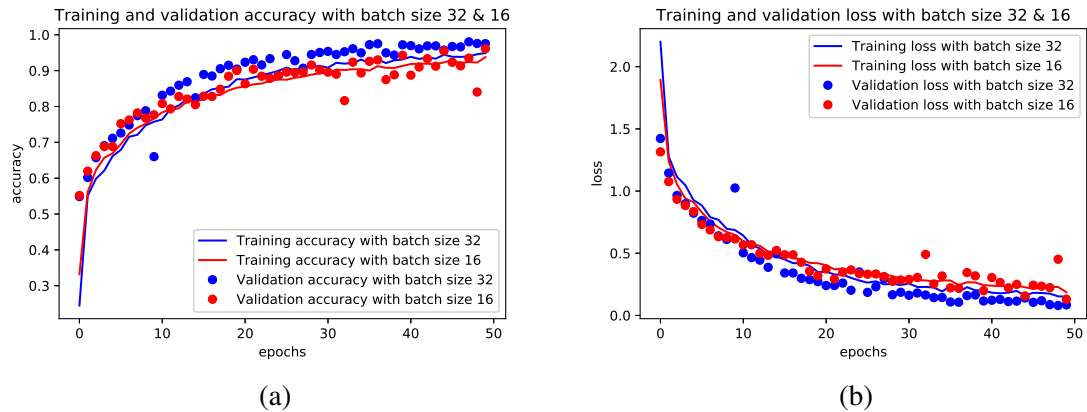 Training and validation accuracy with batch size 32 & 16
1.0
0.9
0.8
0.7
0.6
0.5
0.4
0.3
accuracy
Training accuracy with batch size 32
Training accuracy with batch size 16
Validation accuracy with batch size 32
Validation accuracy with batch size 16
0 10 20 30 40 50
epochs
(a)
Training and validation loss with batch size 32 & 16
2.0
1.5
1.0
0.5
0.0
loss
Training loss with batch size 32
Training loss with batch size 16
Validation loss with batch size 32
Validation loss with batch size 16
0 10 20 30 40 50
epochs
(b)